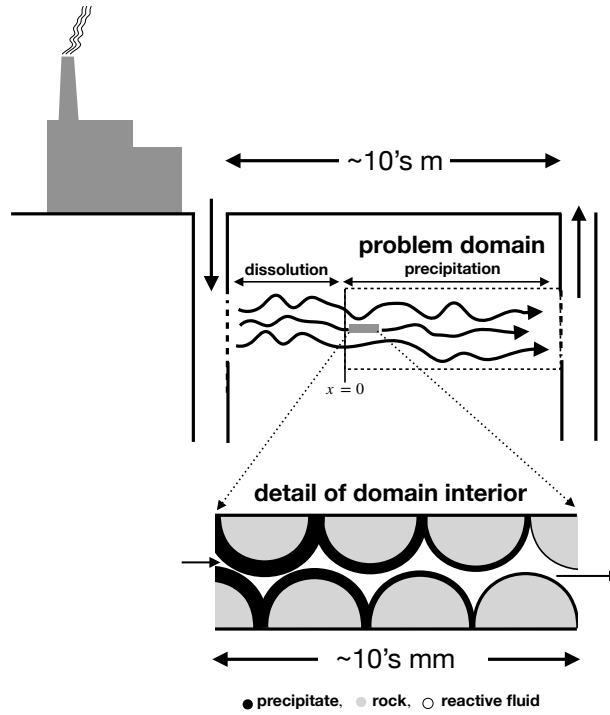 ~10's m
problem domain
dissolution
precipitation
x = 0
detail of domain interior
~10's mm
precipitate, rock, reactive fluid